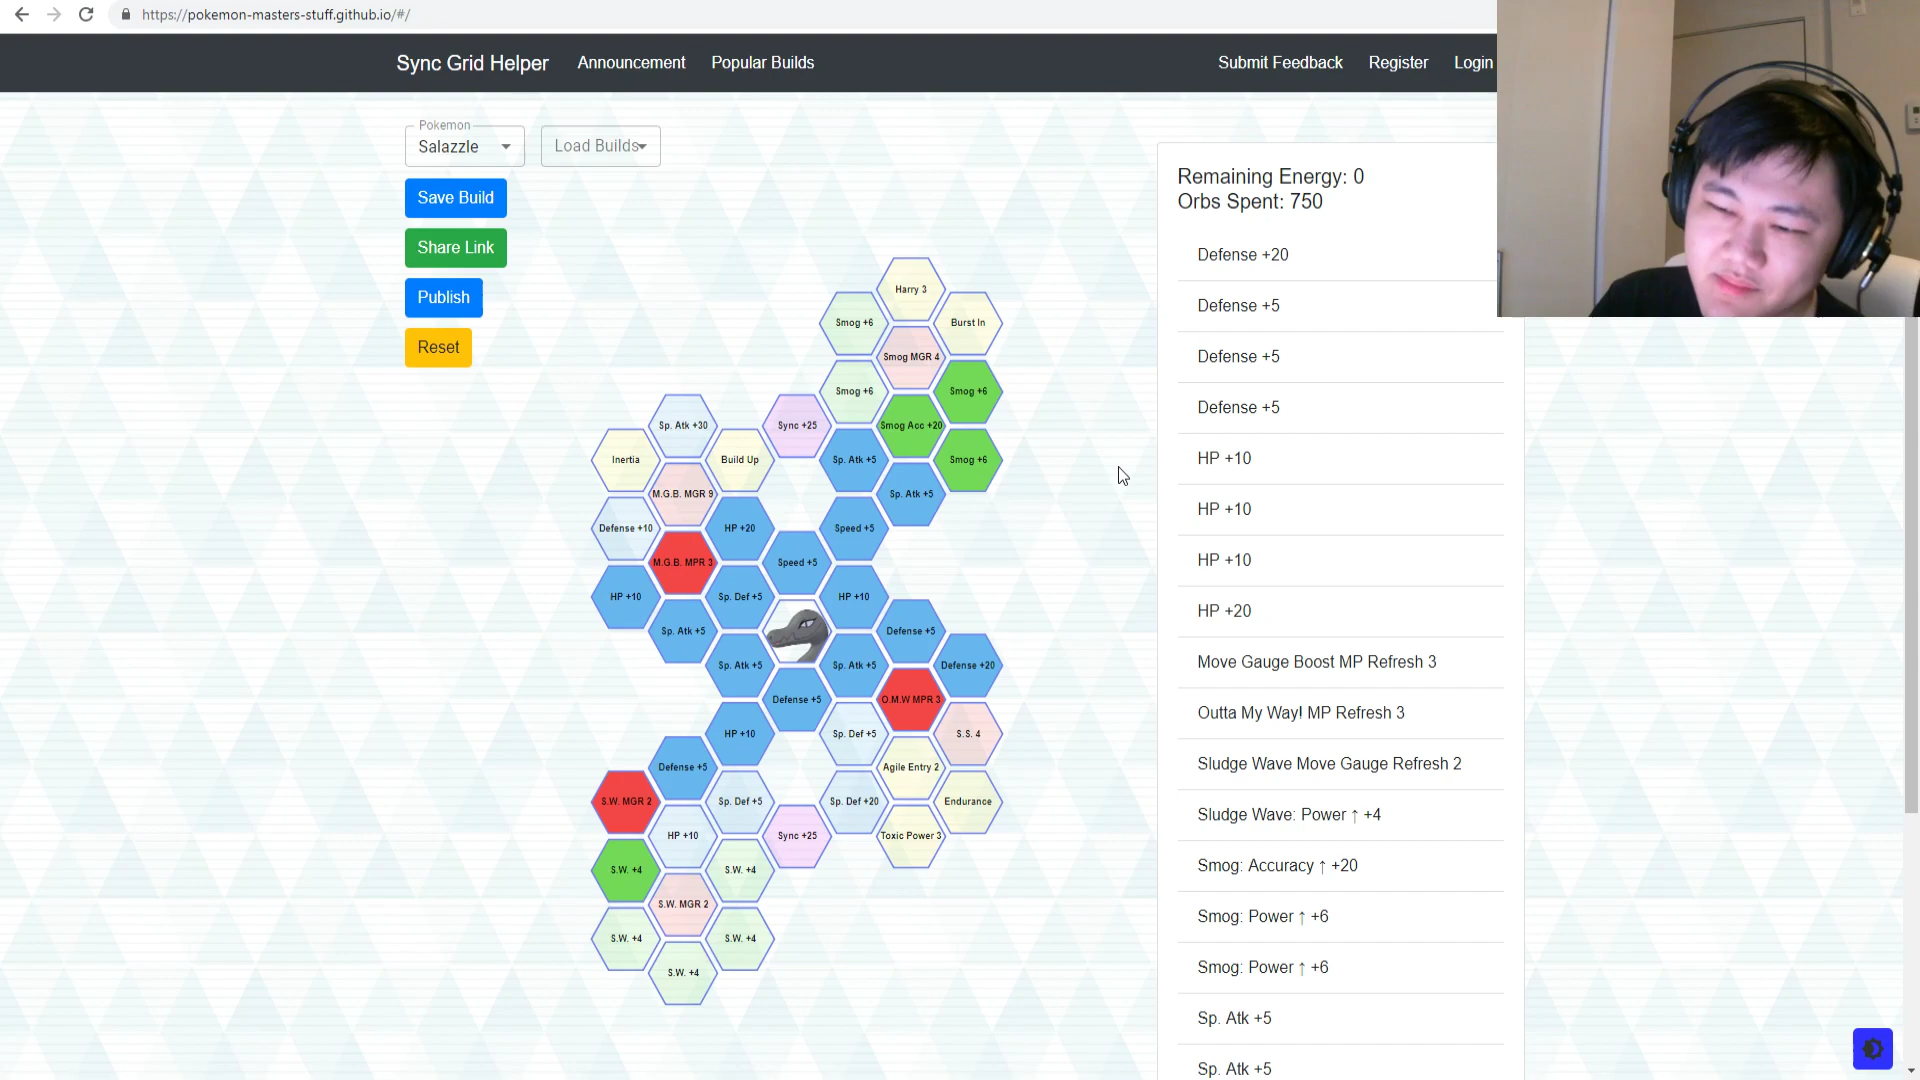 https://pokemon-masters-stuff.github.io/#/
Sync Grid Helper
Announcement
Popular Builds
Submit Feedback
Register
Login
Pokemon
Salazzle
Load Builds
Save Build
Share Link
Publish
Reset
Harry 3
Smog +6
Burst In
Smog MGR 4
Smog +6
Smog +6
Sp. Atk +30
Sync +25
Smog Acc +20
Inertia
Build Up
Sp. Atk +5
Smog +6
M.G.B. MGR 9
Sp. Atk +5
Defense +10
HP +20
Speed +5
M.G.B. MPR 3
Speed +5
HP +10
Sp. Def +5
HP +10
Sp. Atk +5
Defense +5
Sp. Atk +5
Sp. Atk +5
Defense +20
Defense +5
O.M.W MPR 3
HP +10
Sp. Def +5
S.S. 4
Defense +5
Agile Entry 2
S.W. MGR 2
Sp. Def +5
Sp. Def +20
Endurance
HP +10
Sync +25
Toxic Power 3
S.W. +4
S.W. +4
S.W. MGR 2
S.W. +4
S.W. +4
S.W. +4
Remaining Energy: 0
Orbs Spent: 750
Defense +20
Defense +5
Defense +5
Defense +5
HP +10
HP +10
HP +10
HP +20
Move Gauge Boost MP Refresh 3
Outta My Way! MP Refresh 3
Sludge Wave Move Gauge Refresh 2
Sludge Wave: Power ↑ +4
Smog: Accuracy ↑ +20
Smog: Power ↑ +6
Smog: Power ↑ +6
Sp. Atk +5
Sp. Atk +5